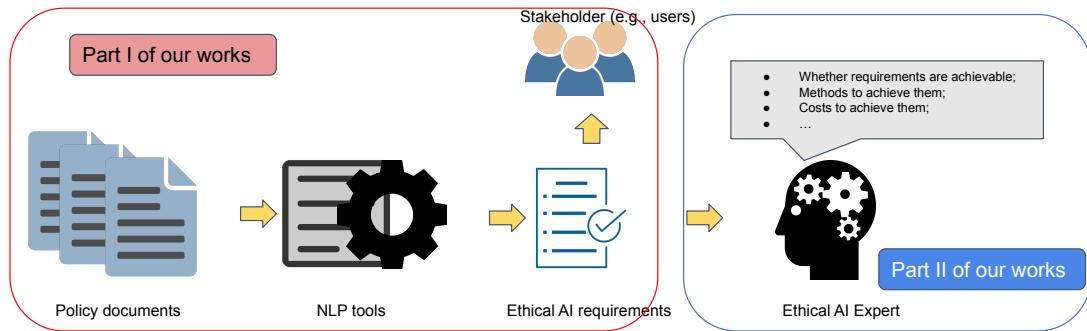 Stakeholder (e.g., users)
Part I of our works
● Whether requirements are achievable;
● Methods to achieve them;
● Costs to achieve them;
● …
Part II of our works
Policy documents
NLP tools
Ethical AI requirements
Ethical AI Expert